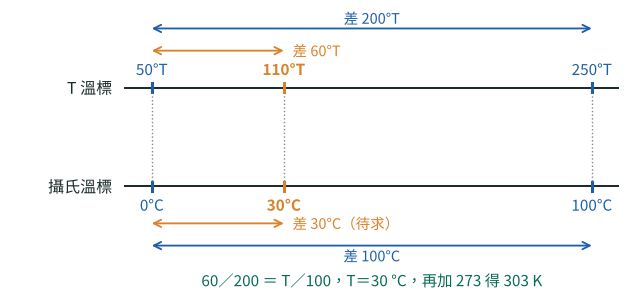 差 200°T
差 60°T
50°T 110°T 250°T
T 溫標
攝氏溫標
0°C 30°C 100°C
差 30°C（待求）
差 100°C
60／200 ＝ T／100，T＝30 °C，再加 273 得 303 K